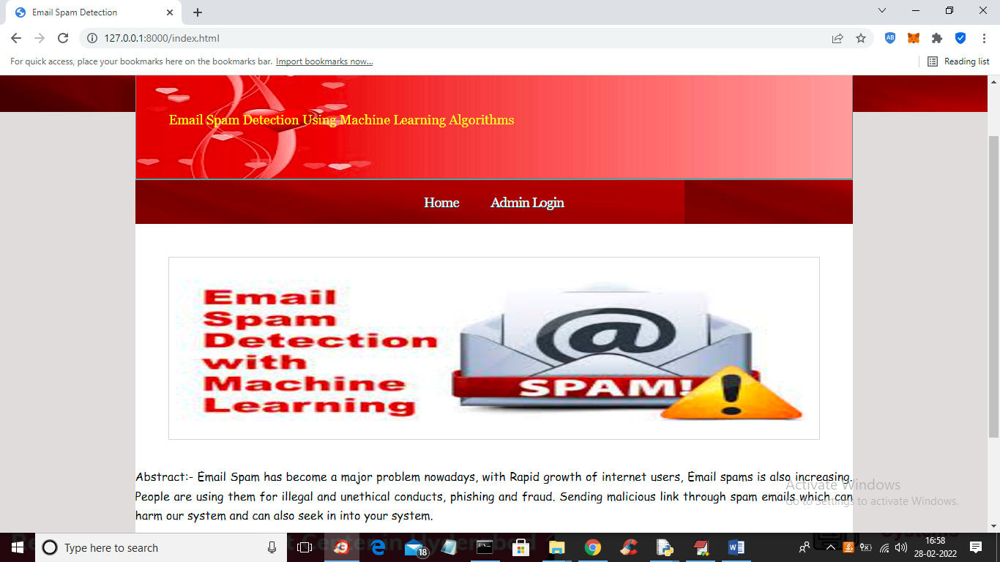 Email Spam Detection
127.0.0.1:8000/index.html
AB
For quick access, place your bookmarks here on the bookmarks bar. Import bookmarks now...
Reading list
Email Spam Detection Using Machine Learning Algorithms
Home Admin Login
Email
Spam
Detection
with
Machine
Learning
@
SPAM!
!
Abstract:- Email Spam has become a major problem nowadays, with Rapid growth of internet users, Email spams is also increasing.
People are using them for illegal and unethical conducts, phishing and fraud. Sending malicious link through spam emails which can
harm our system and can also seek in into your system.
Activate Windows
Go to Settings to activate Windows.
Type here to search
18
16:58
28-02-2022